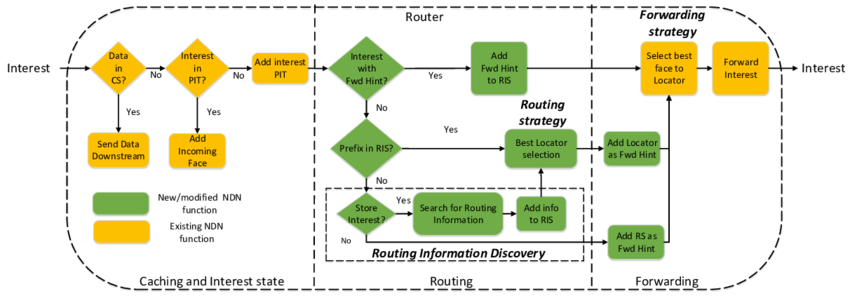 Router
Forwarding
strategy
Interest
Data
in
CS?
No
Interest
in
PIT?
No
Add interest
PIT
Interest
with
Fwd Hint?
Yes
Add
Fwd Hint
to RIS
Select best
face to
Locator
Forward
Interest
Interest
Yes
Yes
No
Send Data
Downstream
Add
Incoming
Face
Routing
strategy
Prefix in RIS?
Yes
Best Locator
selection
Add Locator
as Fwd Hint
No
New/modified NDN
function
Existing NDN
function
Store
Interest?
Yes
Search for Routing
Information
Add info
to RIS
No
Add RS as
Fwd Hint
Routing Information Discovery
Caching and Interest state
Routing
Forwarding